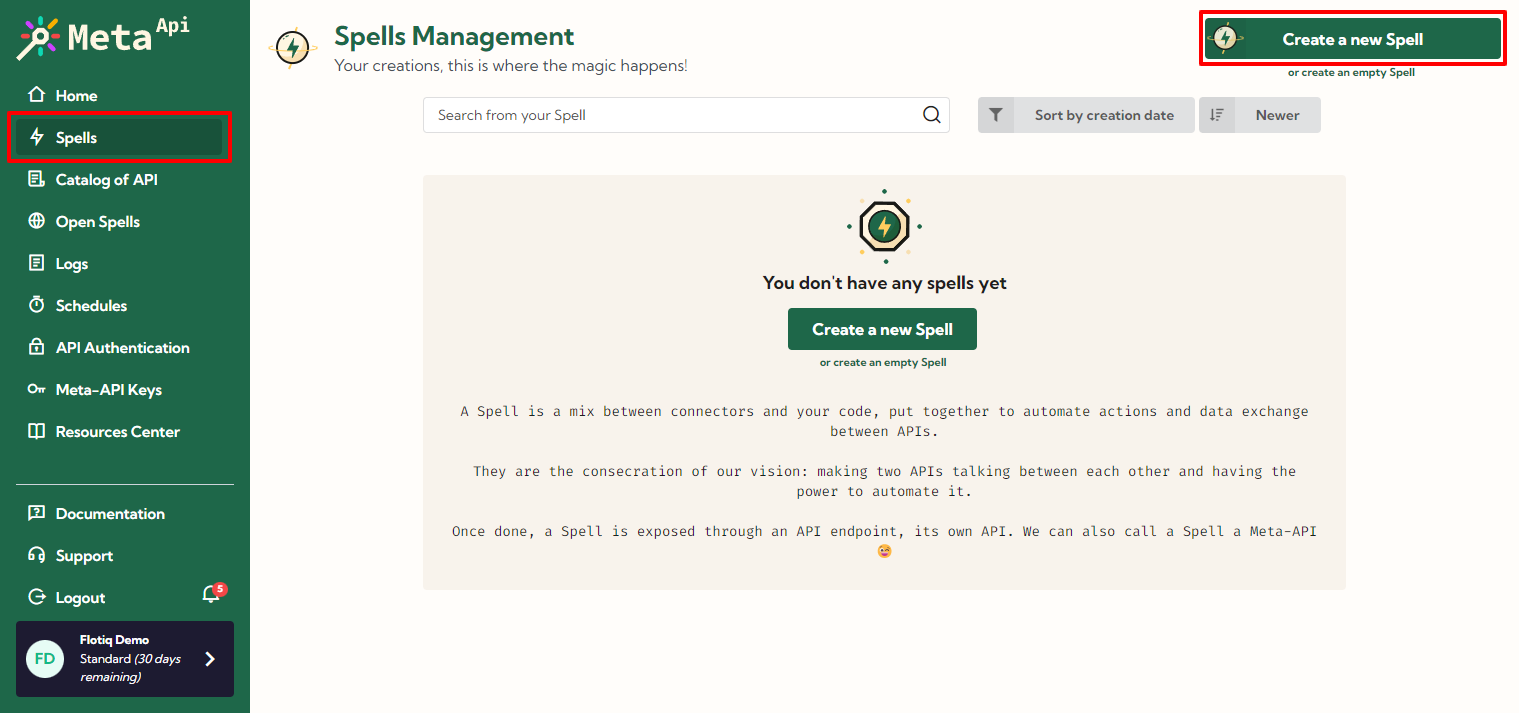 Meta Api
Home
Spells
Catalog of API
Open Spells
Logs
Schedules
API Authentication
Meta-API Keys
Resources Center
Documentation
Support
Logout
5
FD
Flotiq Demo
Standard (30 days
remaining)
Spells Management
Your creations, this is where the magic happens!
Create a new Spell
or create an empty Spell
Search from your Spell
Sort by creation date
Newer
You don't have any spells yet
Create a new Spell
or create an empty Spell
A Spell is a mix between connectors and your code, put together to automate actions and data exchange
between APIs.
They are the consecration of our vision: making two APIs talking between each other and having the
power to automate it.
Once done, a Spell is exposed through an API endpoint, its own API. We can also call a Spell a Meta-API
😉